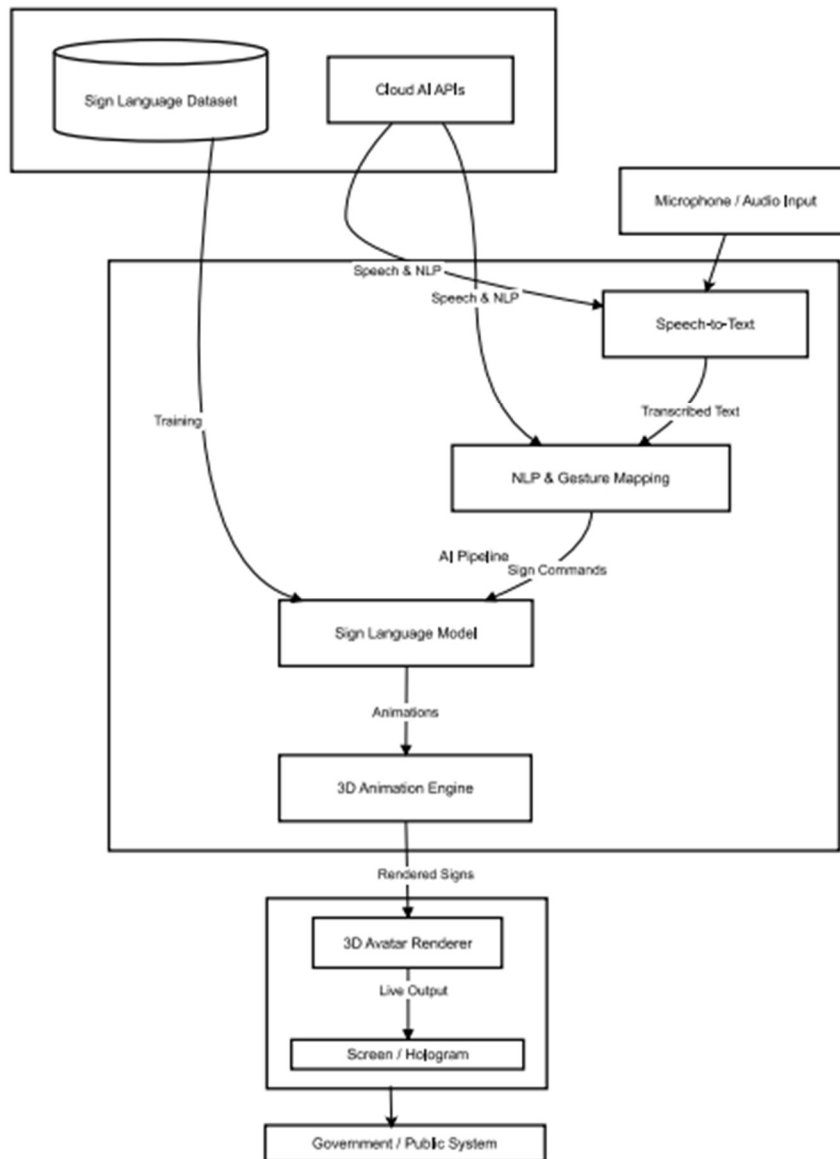 Sign Language Dataset
Cloud AI APIs
Microphone / Audio Input
Speech & NLP
Speech & NLP
Speech-to-Text
Transcribed Text
Training
NLP & Gesture Mapping
AI Pipeline
Sign Commands
Sign Language Model
Animations
3D Animation Engine
Rendered Signs
3D Avatar Renderer
Live Output
Screen / Hologram
Government / Public System